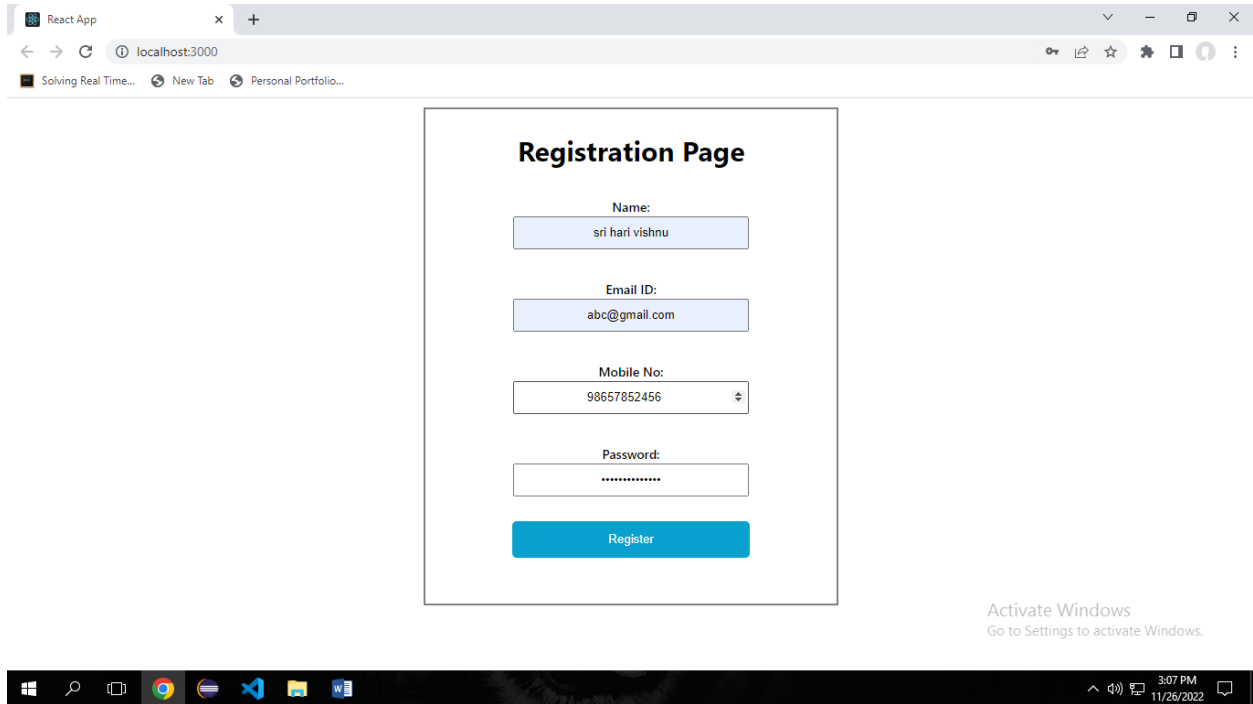 React App
localhost:3000
Solving Real Time... New Tab Personal Portfolio...
Registration Page
Name:
sri hari vishnu
Email ID:
abc@gmail.com
Mobile No:
98657852456
Password:
••••••••••••••
Register
Activate Windows
Go to Settings to activate Windows.
3:07 PM
11/26/2022